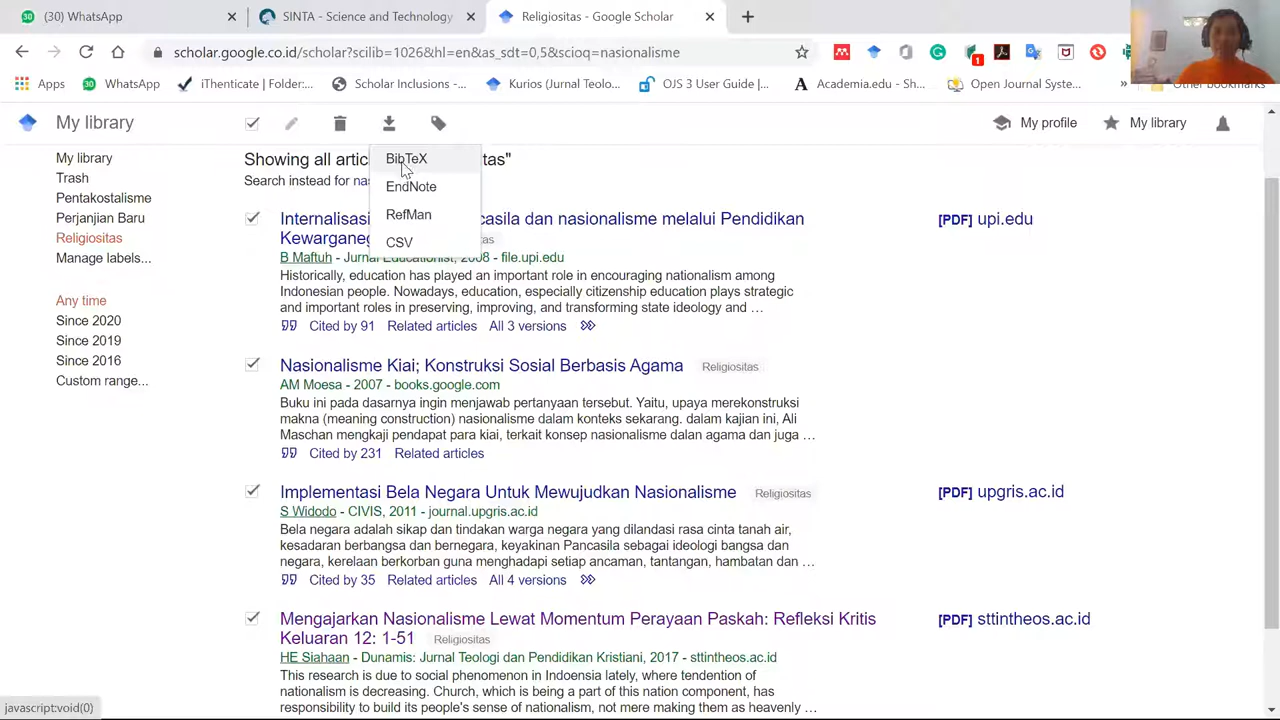 (30) WhatsApp
SINTA - Science and Technology
Religiositas - Google Scholar
scholar.google.co.id/scholar?scilib=1026&hl=en&as_sdt=0,5&scioq=nasionalisme
1
Apps
30 WhatsApp
iThenticate | Folder:...
Scholar Inclusions -...
Kurios (Jurnal Teolo...
OJS 3 User Guide |...
Academia.edu - Sh...
Open Journal System...
Other bookmarks
My library
My profile
My library
My library
Trash
Pentakostalisme
Perjanjian Baru
Religiositas
Manage labels...
Any time
Since 2020
Since 2019
Since 2016
Custom range...
BibTeX
EndNote
RefMan
CSV
Showing all artic tas"
Search instead for na
Internalisasi casila dan nasionalisme melalui Pendidikan
Kewarganeg tas
B Maftuh - Jurnal Educationist, 2008 - file.upi.edu
Historically, education has played an important role in encouraging nationalism among
Indonesian people. Nowadays, education, especially citizenship education plays strategic
and important roles in preserving, improving, and transforming state ideology and …
Cited by 91 Related articles All 3 versions
[PDF] upi.edu
Nasionalisme Kiai; Konstruksi Sosial Berbasis Agama Religiositas
AM Moesa - 2007 - books.google.com
Buku ini pada dasarnya ingin menjawab pertanyaan tersebut. Yaitu, upaya merekonstruksi
makna (meaning construction) nasionalisme dalam konteks sekarang. dalam kajian ini, Ali
Maschan mengkaji pendapat para kiai, terkait konsep nasionalisme dalan agama dan juga …
Cited by 231 Related articles
Implementasi Bela Negara Untuk Mewujudkan Nasionalisme Religiositas
S Widodo - CIVIS, 2011 - journal.upgris.ac.id
Bela negara adalah sikap dan tindakan warga negara yang dilandasi rasa cinta tanah air,
kesadaran berbangsa dan bernegara, keyakinan Pancasila sebagai ideologi bangsa dan
negara, kerelaan berkorban guna menghadapi setiap ancaman, tantangan, hambatan dan …
Cited by 35 Related articles All 4 versions
[PDF] upgris.ac.id
Mengajarkan Nasionalisme Lewat Momentum Perayaan Paskah: Refleksi Kritis
Keluaran 12: 1-51 Religiositas
HE Siahaan - Dunamis: Jurnal Teologi dan Pendidikan Kristiani, 2017 - sttintheos.ac.id
This research is due to social phenomenon in Indoensia lately, where tendention of
nationalism is decreasing. Church, which is being a part of this nation component, has
responsibility to build its people's sense of nationalism, not mere making them as heavenly …
[PDF] sttintheos.ac.id
javascript:void(0)